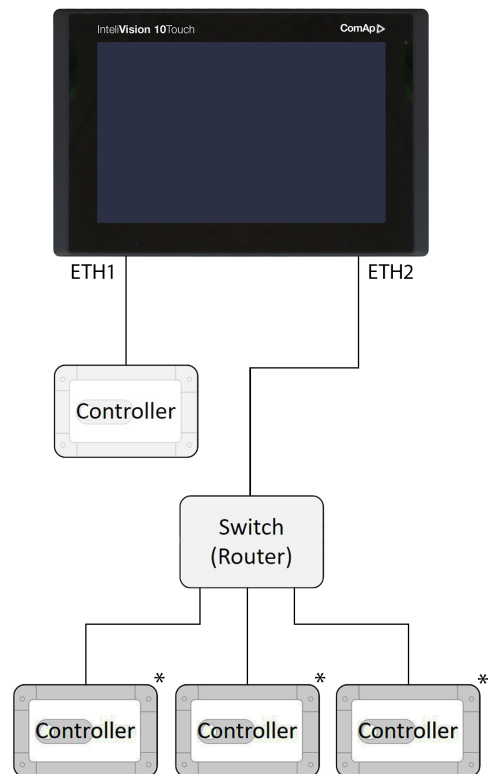 InteliVision 10Touch
ComAp
ETH1
ETH2
Controller
Switch
(Router)
*
*
*
Controller
Controller
Controller